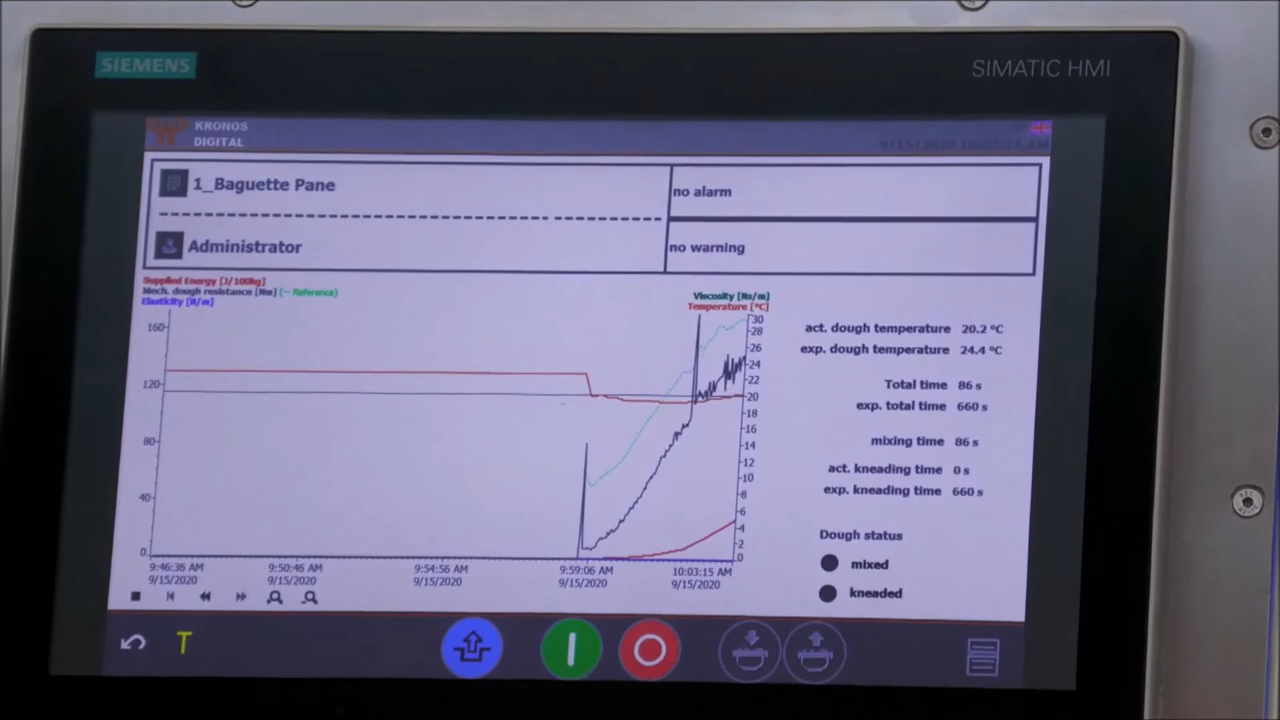 SIEMENS
SIMATIC HMI
KRONOS
DIGITAL
1_Baguette Pane
no alarm
Administrator
no warning
Supplied Energy [J/100kg]
Mech. dough resistance [Nm] (-- Reference)
Elasticity [N/m]
Viscosity [Ns/m]
Temperature [°C]
160
120
80
40
0
30
28
26
24
22
20
18
16
14
12
10
8
6
4
2
0
9:46:36 AM 9:50:46 AM 9:54:56 AM 9:59:06 AM 10:03:15 AM
9/15/2020 9/15/2020 9/15/2020 9/15/2020 9/15/2020
act. dough temperature 20.2 °C
exp. dough temperature 24.4 °C
Total time 86 s
exp. total time 660 s
mixing time 86 s
act. kneading time 0 s
exp. kneading time 660 s
Dough status
mixed
kneaded
T